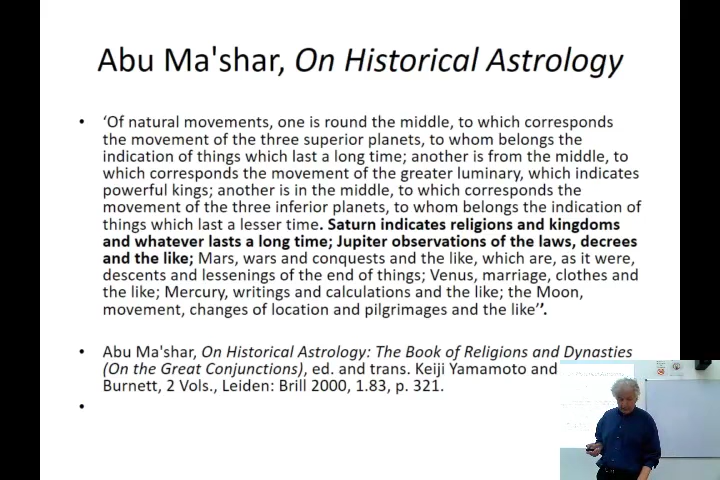 Abu Ma'shar, On Historical Astrology
• ‘Of natural movements, one is round the middle, to which corresponds
the movement of the three superior planets, to whom belongs the
indication of things which last a long time; another is from the middle, to
which corresponds the movement of the greater luminary, which indicates
powerful kings; another is in the middle, to which corresponds the
movement of the three inferior planets, to whom belongs the indication of
things which last a lesser time. Saturn indicates religions and kingdoms
and whatever lasts a long time; Jupiter observations of the laws, decrees
and the like; Mars, wars and conquests and the like, which are, as it were,
descents and lessenings of the end of things; Venus, marriage, clothes and
the like; Mercury, writings and calculations and the like; the Moon,
movement, changes of location and pilgrimages and the like’’.
• Abu Ma'shar, On Historical Astrology: The Book of Religions and Dynasties
(On the Great Conjunctions), ed. and trans. Keiji Yamamoto and
Burnett, 2 Vols., Leiden: Brill 2000, 1.83, p. 321.
•